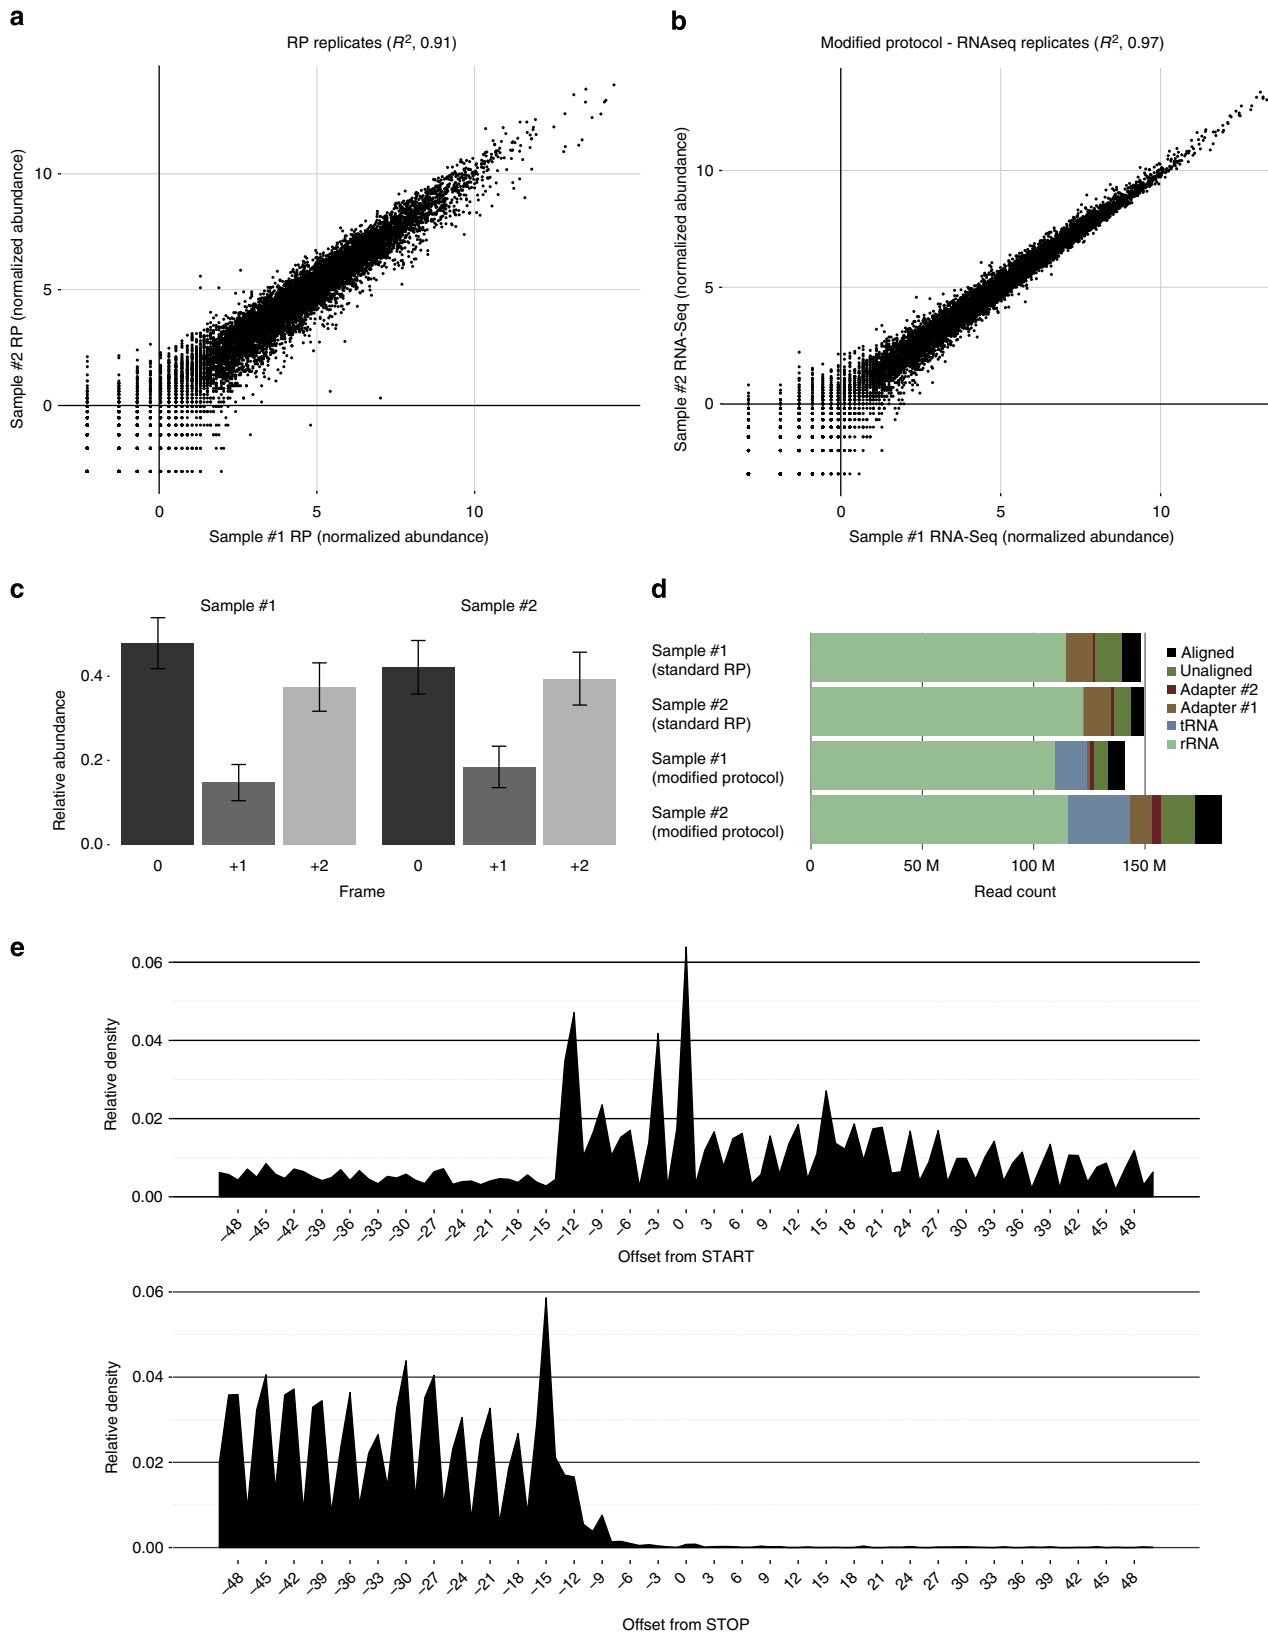 a
RP replicates (R², 0.91)
Sample #2 RP (normalized abundance)
10
5
0
0 5 10
Sample #1 RP (normalized abundance)
b
Modified protocol - RNAseq replicates (R², 0.97)
Sample #2 RNA-Seq (normalized abundance)
10
5
0
0 5 10
Sample #1 RNA-Seq (normalized abundance)
c
Sample #1 Sample #2
Relative abundance
0.4
0.2
0.0
0 +1 +2 0 +1 +2
Frame
d
Sample #1
(standard RP)
Sample #2
(standard RP)
Sample #1
(modified protocol)
Sample #2
(modified protocol)
0 50 M 100 M 150 M
Read count
Aligned
Unaligned
Adapter #2
Adapter #1
tRNA
rRNA
e
Relative density
0.06
0.04
0.02
0.00
−48 −45 −42 −39 −36 −33 −30 −27 −24 −21 −18 −15 −12 −9 −6 −3 0 3 6 9 12 15 18 21 24 27 30 33 36 39 42 45 48
Offset from START
Relative density
0.06
0.04
0.02
0.00
−48 −45 −42 −39 −36 −33 −30 −27 −24 −21 −18 −15 −12 −9 −6 −3 0 3 6 9 12 15 18 21 24 27 30 33 36 39 42 45 48
Offset from STOP